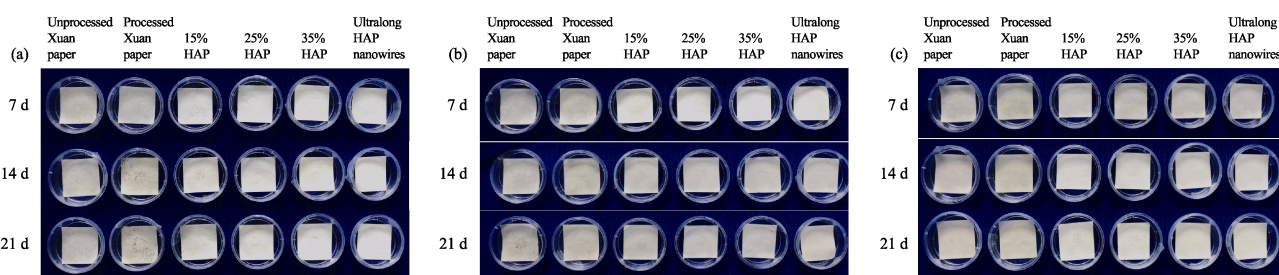 (a)
Unprocessed Xuan paper
Processed Xuan paper
15% HAP
25% HAP
35% HAP
Ultralong HAP nanowires
7 d
14 d
21 d
(b)
Unprocessed Xuan paper
Processed Xuan paper
15% HAP
25% HAP
35% HAP
Ultralong HAP nanowires
7 d
14 d
21 d
(c)
Unprocessed Xuan paper
Processed Xuan paper
15% HAP
25% HAP
35% HAP
Ultralong HAP nanowires
7 d
14 d
21 d